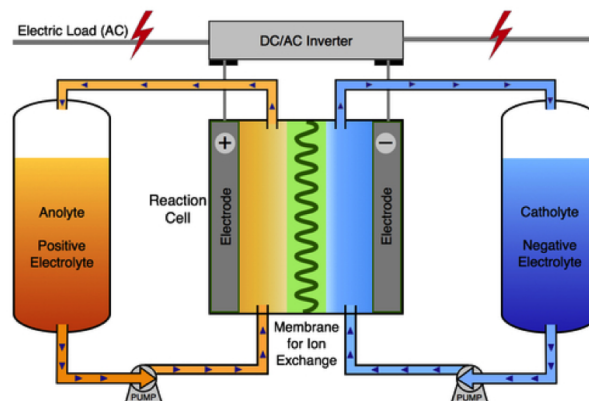 Electric Load (AC)
DC/AC Inverter
+
−
Reaction
Cell
Electrode
Electrode
Anolyte
Positive
Electrolyte
Catholyte
Negative
Electrolyte
Membrane
for Ion
Exchange
PUMP
PUMP